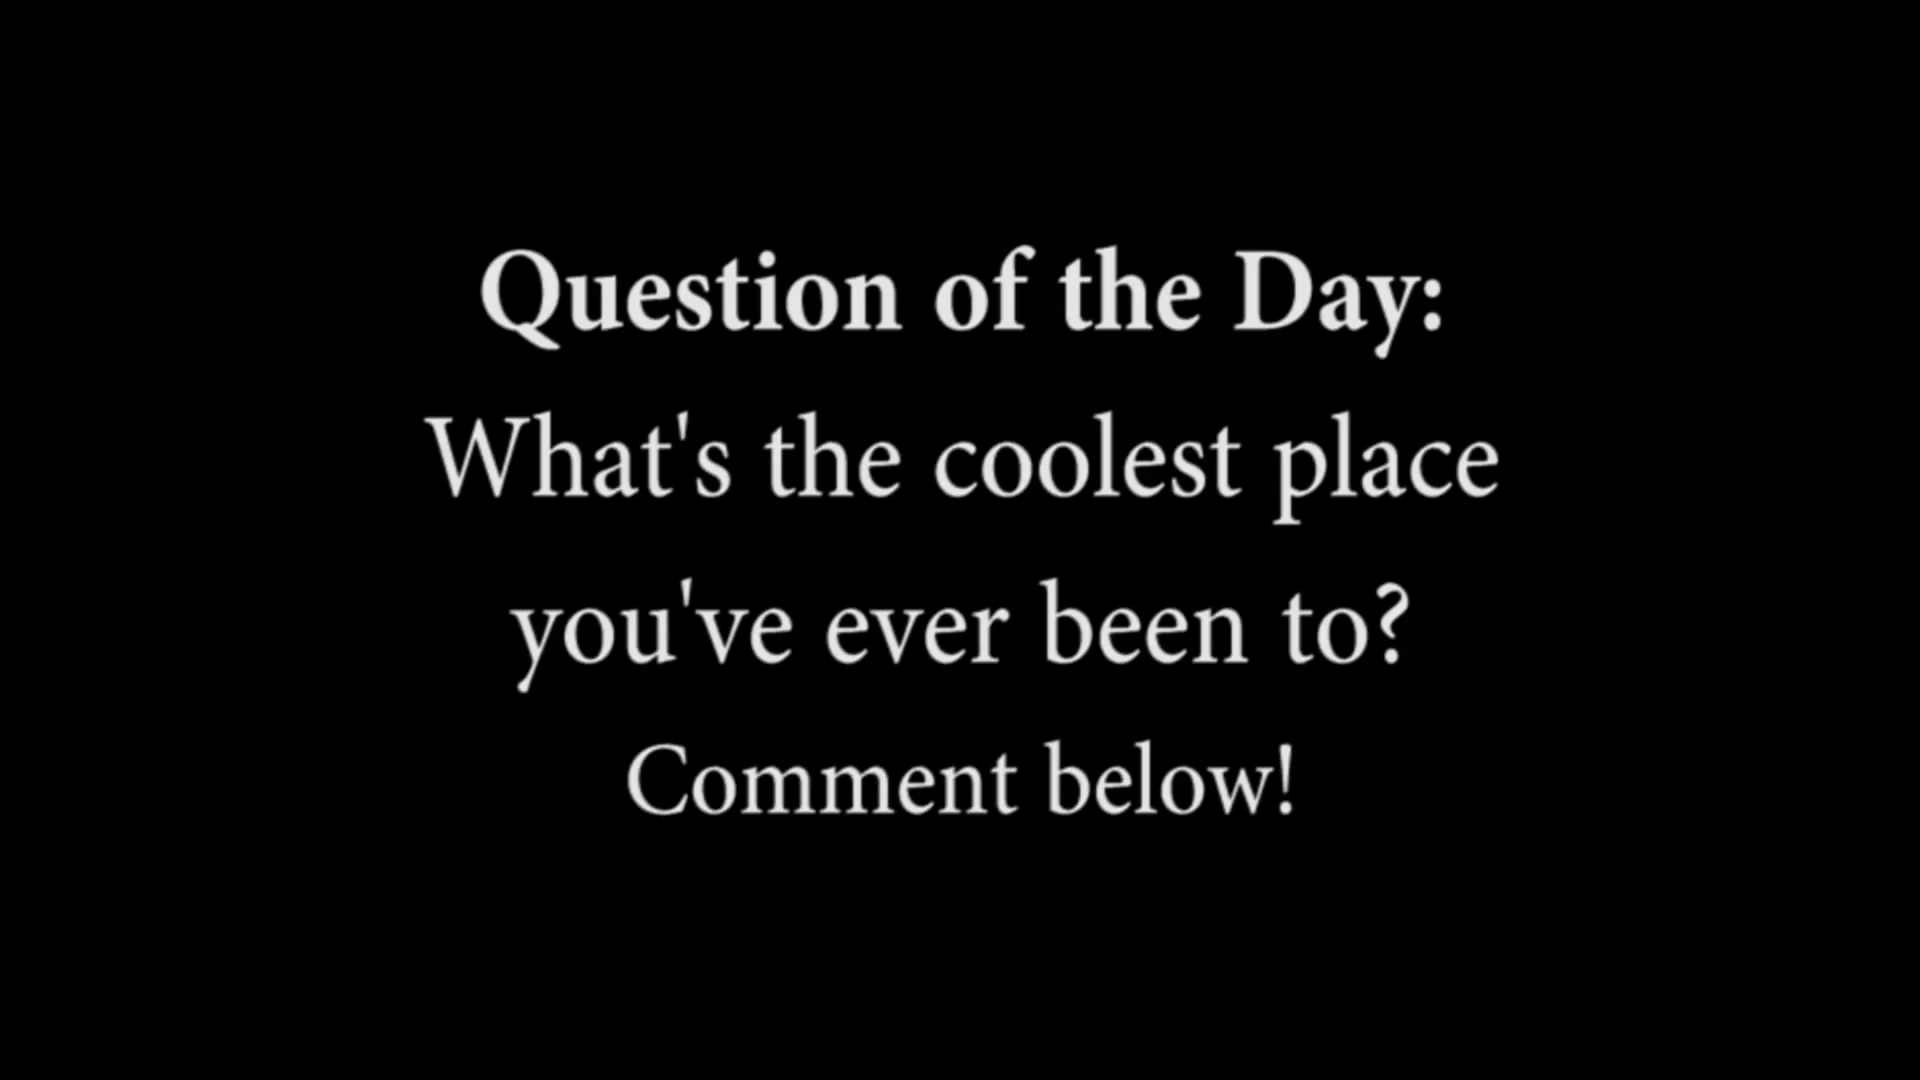 Question of the Day:
What's the coolest place
you've ever been to?
Comment below!